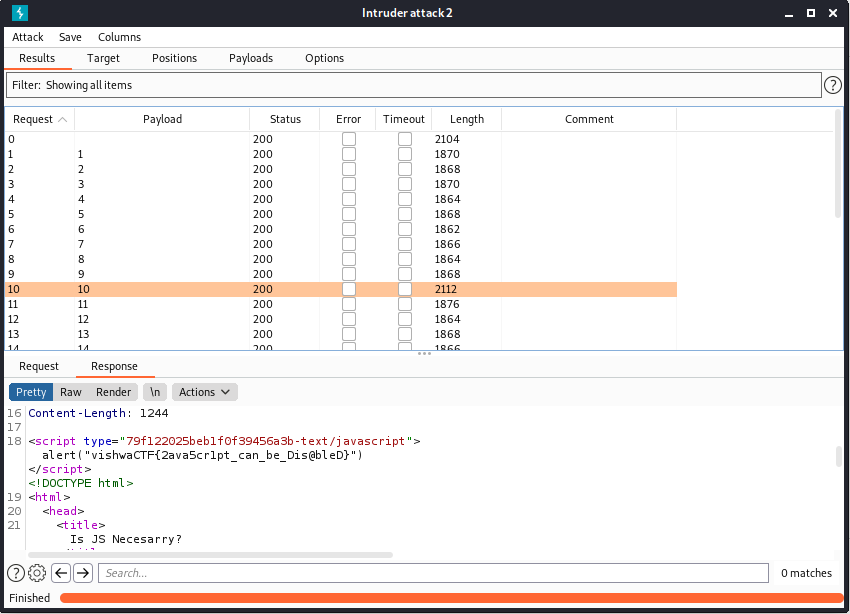 Intruder attack 2
Attack Save Columns
Results Target Positions Payloads Options
Filter: Showing all items ?
Request Payload Status Error Timeout Length Comment
0 200 2104
1 1 200 1870
2 2 200 1868
3 3 200 1870
4 4 200 1864
5 5 200 1868
6 6 200 1862
7 7 200 1866
8 8 200 1864
9 9 200 1868
10 10 200 2112
11 11 200 1876
12 12 200 1864
13 13 200 1868
14 14 200 1866
Request Response
Pretty Raw Render \n Actions
16 Content-Length: 1244
17
18 <script type="79f122025beb1f0f39456a3b-text/javascript">
alert("vishwaCTF{2ava5cr1pt_can_be_Dis@bleD}")
</script>
<!DOCTYPE html>
19 <html>
20 <head>
21 <title>
Is JS Necesarry?
? Search... 0 matches
Finished